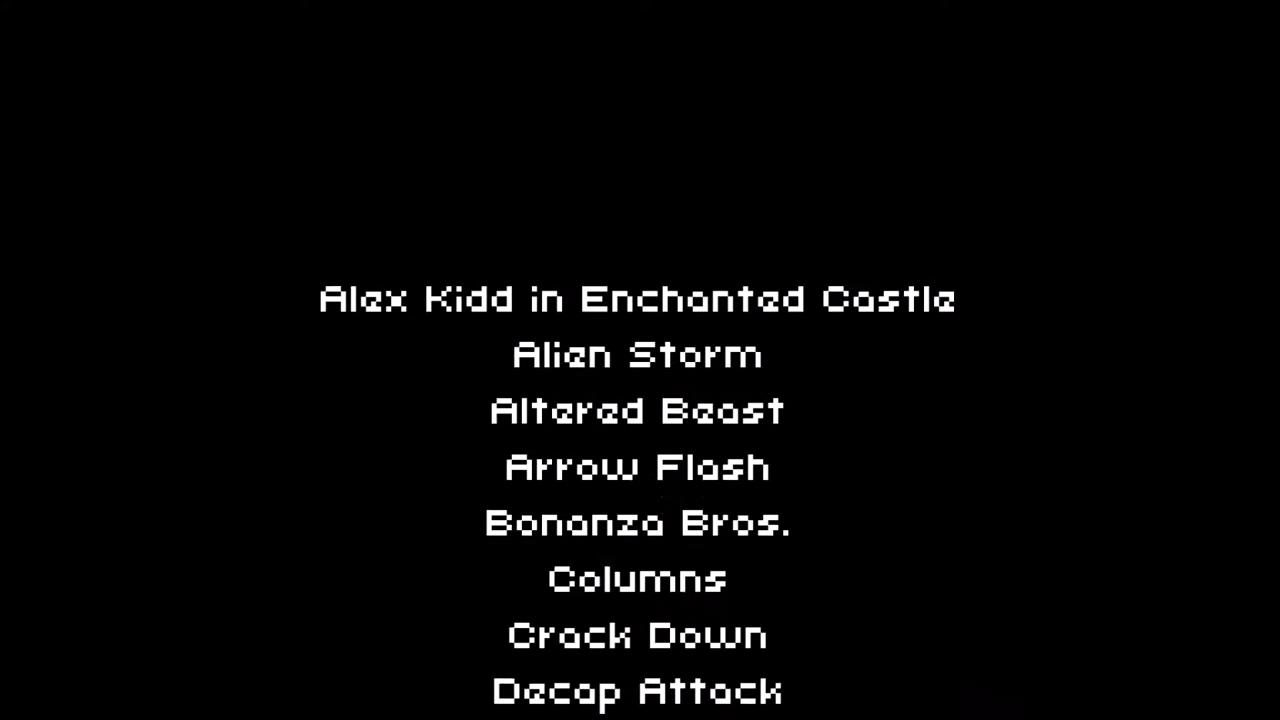 Alex Kidd in Enchanted Castle
Alien Storm
Altered Beast
Arrow Flash
Bonanza Bros.
Columns
Crack Down
Decap Attack